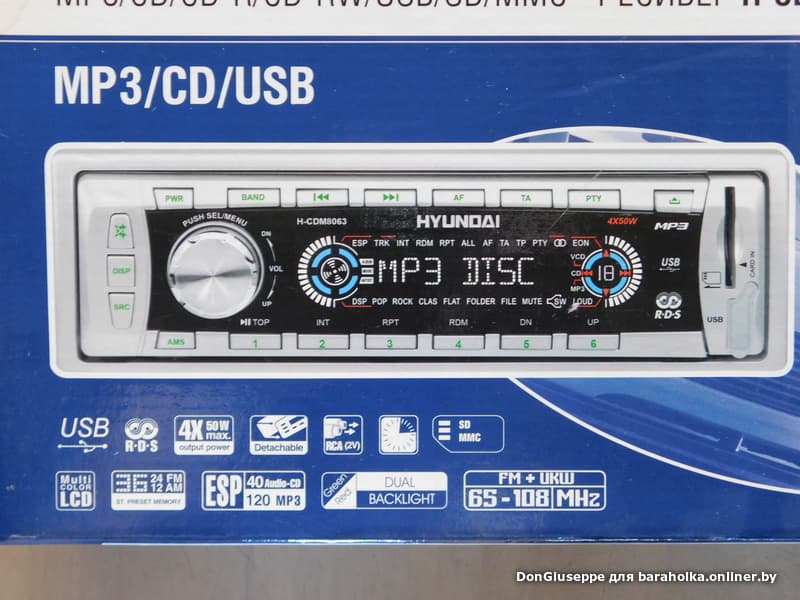 MP3/CD/USB
PWR BAND AF TA PTY
PUSH SEL/MENU
H-CDM8063 HYUNDAI 4X50W MP3
DN
VOL
UP
ESP TRK INT RDM RPT ALL AF TA TP PTY EON
VCD
CD
MP3
MP3 DISC 18
DSP POP ROCK CLAS FLAT FOLDER FILE MUTE SW LOUD
USB
R·D·S
CARD IN
USB
DISP
SRC
TOP INT RPT RDM DN UP
AMS 1 2 3 4 5 6
USB R·D·S 4X 50W max. output power Detachable RCA (2V) SD MMC
Multi COLOR LCD 36 24 FM 12 AM ST. PRESET MEMORY ESP 40 Audio-CD 120 MP3 Green Red DUAL BACKLIGHT FM + UKW 65-108 MHz
DonGiuseppe для baraholka.onliner.by